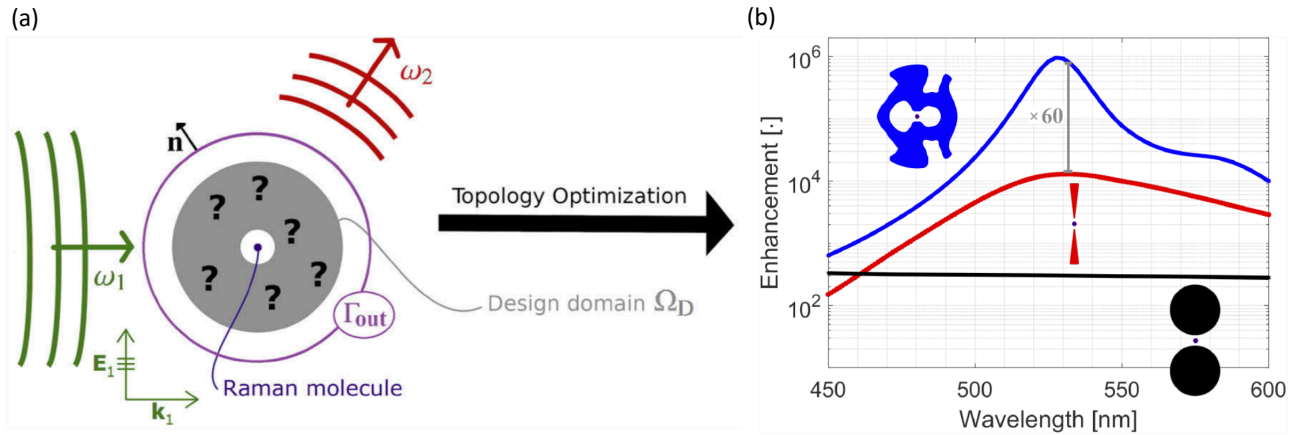 (a)
ω2
n
?
?
?
?
?
?
ω1
Γout
E1
k1
Raman molecule
Topology Optimization
Design domain ΩD
(b)
10^6
10^4
10^2
Enhancement [·]
×60
450
500
550
600
Wavelength [nm]